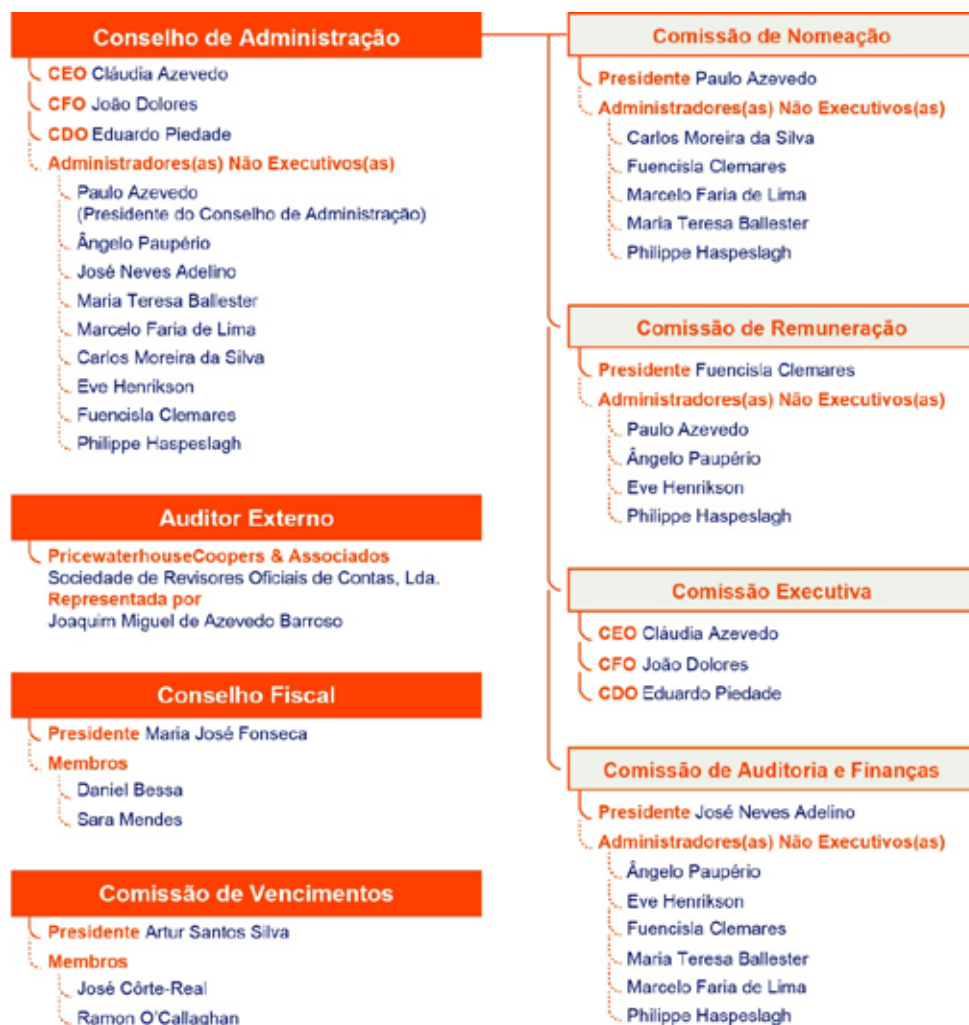 Conselho de Administração
CEO Cláudia Azevedo
CFO João Dolores
CDO Eduardo Piedade
Administradores(as) Não Executivos(as)
Paulo Azevedo
(Presidente do Conselho de Administração)
Ângelo Paupério
José Neves Adelino
Maria Teresa Ballester
Marcelo Faria de Lima
Carlos Moreira da Silva
Eve Henrikson
Fuencisla Clemares
Philippe Haspeslagh
Auditor Externo
PricewaterhouseCoopers & Associados
Sociedade de Revisores Oficiais de Contas, Lda.
Representada por
Joaquim Miguel de Azevedo Barroso
Conselho Fiscal
Presidente Maria José Fonseca
Membros
Daniel Bessa
Sara Mendes
Comissão de Vencimentos
Presidente Artur Santos Silva
Membros
José Côrte-Real
Ramon O'Callaghan
Comissão de Nomeação
Presidente Paulo Azevedo
Administradores(as) Não Executivos(as)
Carlos Moreira da Silva
Fuencisla Clemares
Marcelo Faria de Lima
Maria Teresa Ballester
Philippe Haspeslagh
Comissão de Remuneração
Presidente Fuencisla Clemares
Administradores(as) Não Executivos(as)
Paulo Azevedo
Ângelo Paupério
Eve Henrikson
Philippe Haspeslagh
Comissão Executiva
CEO Cláudia Azevedo
CFO João Dolores
CDO Eduardo Piedade
Comissão de Auditoria e Finanças
Presidente José Neves Adelino
Administradores(as) Não Executivos(as)
Ângelo Paupério
Eve Henrikson
Fuencisla Clemares
Maria Teresa Ballester
Marcelo Faria de Lima
Philippe Haspeslagh